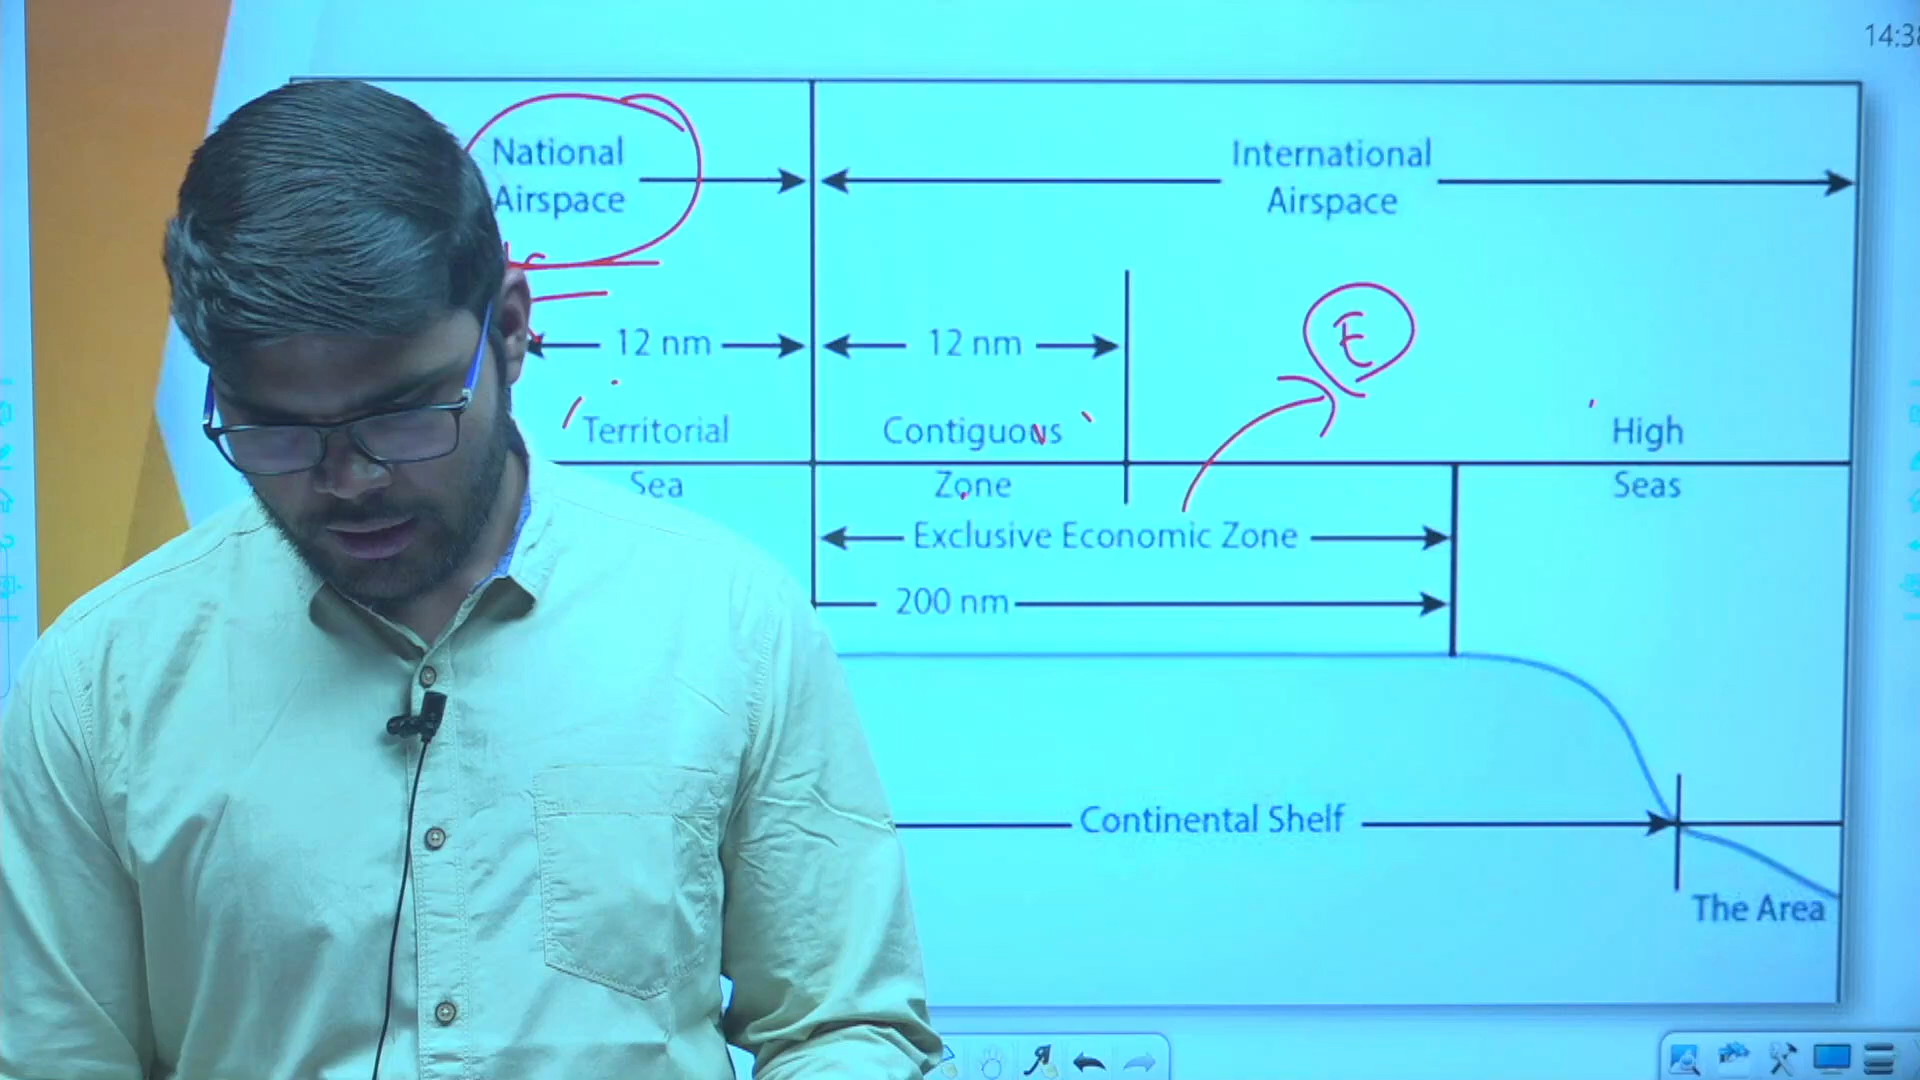 14:38
National
Airspace
International
Airspace
12 nm
12 nm
E
Territorial
Sea
Contiguous
Zone
High
Seas
Exclusive Economic Zone
200 nm
Continental Shelf
The Area